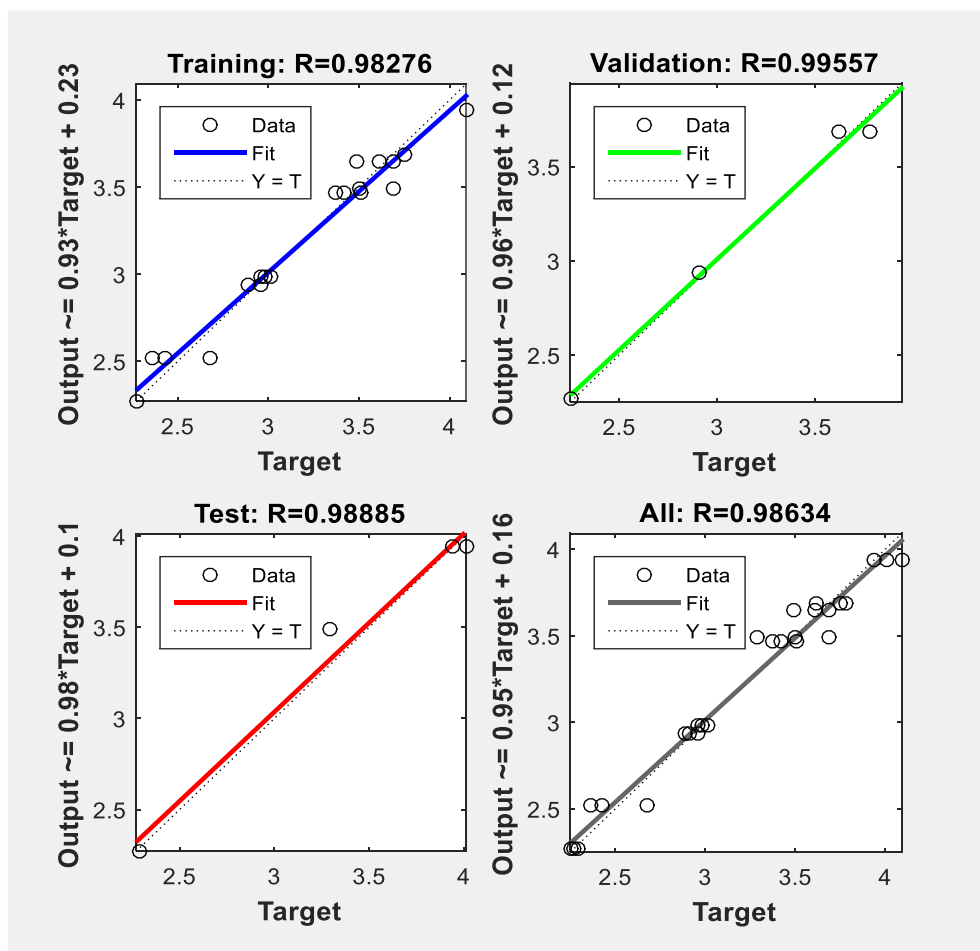 Training: R=0.98276
Output ~= 0.93*Target + 0.23
4
3.5
3
2.5
Data
Fit
Y = T
2.5 3 3.5 4
Target
Validation: R=0.99557
Output ~= 0.96*Target + 0.12
3.5
3
2.5
Data
Fit
Y = T
2.5 3 3.5
Target
Test: R=0.98885
Output ~= 0.98*Target + 0.1
4
3.5
3
2.5
Data
Fit
Y = T
2.5 3 3.5 4
Target
All: R=0.98634
Output ~= 0.95*Target + 0.16
4
3.5
3
2.5
Data
Fit
Y = T
2.5 3 3.5 4
Target